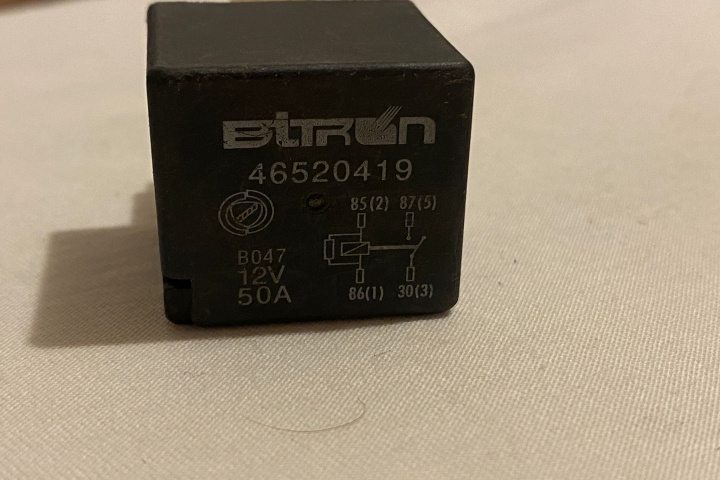 BITRON
46520419
85(2) 87(5)
B047
12V
50A
86(1) 30(3)